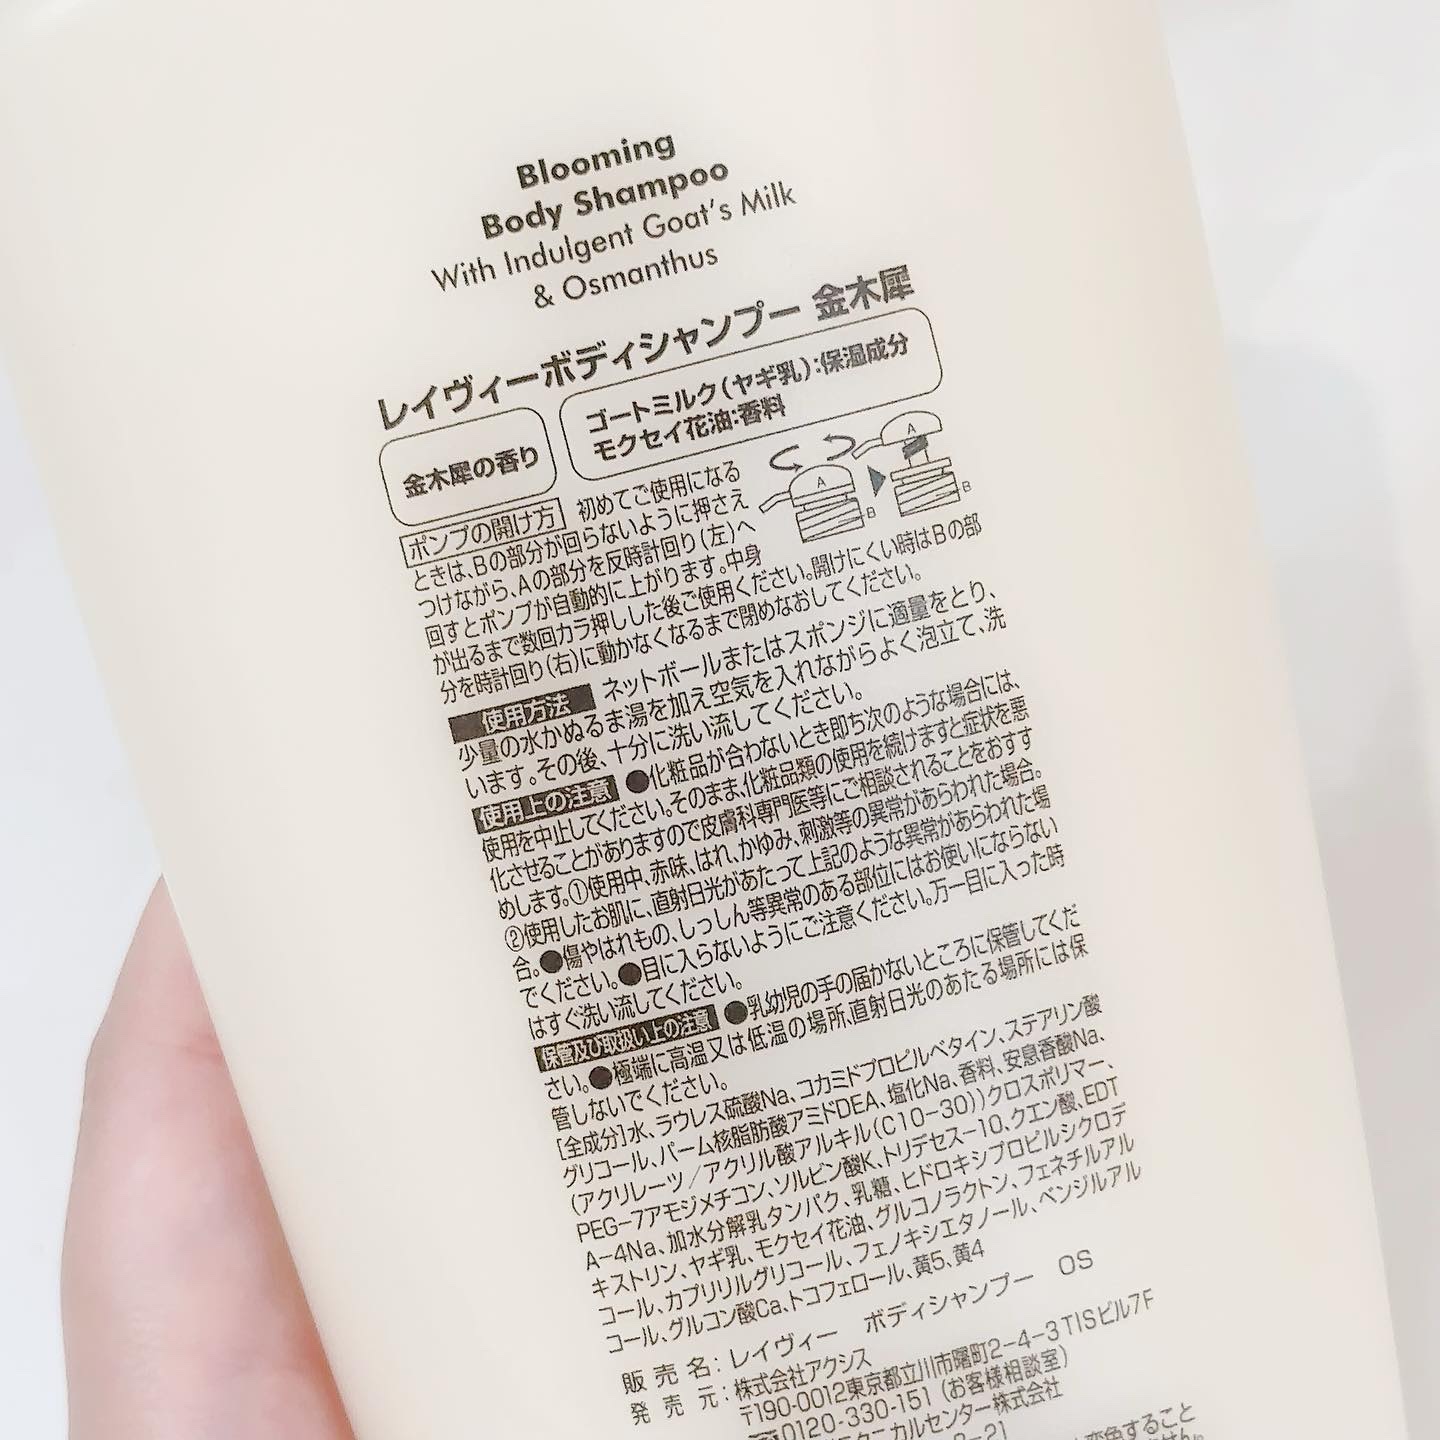 Blooming
Body Shampoo
With Indulgent Goat's Milk
& Osmanthus
レイヴィーボディシャンプー 金木犀
金木犀の香り
ゴートミルク(ヤギ乳):保湿成分
モクセイ花油:香料
ポンプの開け方 初めてご使用になる
ときは、Bの部分が回らないように押さえ
つけながら、Aの部分を反時計回り(左)へ
回すとポンプが自動的に上がります。中身
が出るまで数回カラ押しした後ご使用ください。開けにくい時はBの部
分を時計回り(右)に動かなくなるまで閉めなおしてください。
A
B
A
B
使用方法 ネットボールまたはスポンジに適量をとり、
少量の水かぬるま湯を加え空気を入れながらよく泡立て、洗
います。その後、十分に洗い流してください。
使用上の注意 ●化粧品が合わないとき即ち次のような場合には、
使用を中止してください。そのまま、化粧品類の使用を続けますと症状を悪
化させることがありますので皮膚科専門医等にご相談されることをおすす
めします。①使用中、赤味、はれ、かゆみ、刺激等の異常があらわれた場合。
②使用したお肌に、直射日光があたって上記のような異常があらわれた場
合。●傷やはれもの、しっしん等異常のある部位にはお使いにならない
でください。●目に入らないようにご注意ください。万一目に入った時
はすぐ洗い流してください。
保管及び取扱い上の注意 ●乳幼児の手の届かないところに保管してくだ
さい。●極端に高温又は低温の場所、直射日光のあたる場所には保
管しないでください。
[全成分]水、ラウレス硫酸Na、コカミドプロピルベタイン、ステアリン酸
グリコール、パーム核脂肪酸アミドDEA、塩化Na、香料、安息香酸Na、
(アクリレーツ/アクリル酸アルキル(C10-30))クロスポリマー、
PEG-7アモジメチコン、ソルビン酸K、トリデセス-10、クエン酸、EDT
A-4Na、加水分解乳タンパク、乳糖、ヒドロキシプロピルシクロデ
キストリン、ヤギ乳、モクセイ花油、グルコノラクトン、フェネチルアル
コール、カプリリルグリコール、フェノキシエタノール、ベンジルアル
コール、グルコン酸Ca、トコフェロール、黄5、黄4
販売名:レイヴィー ボディシャンプー OS
発売元:株式会社アクシス
〒190-0012東京都立川市曙町2-4-3TISビル7F
0120-330-151(お客様相談室)
ニカルセンター株式会社
変色すること